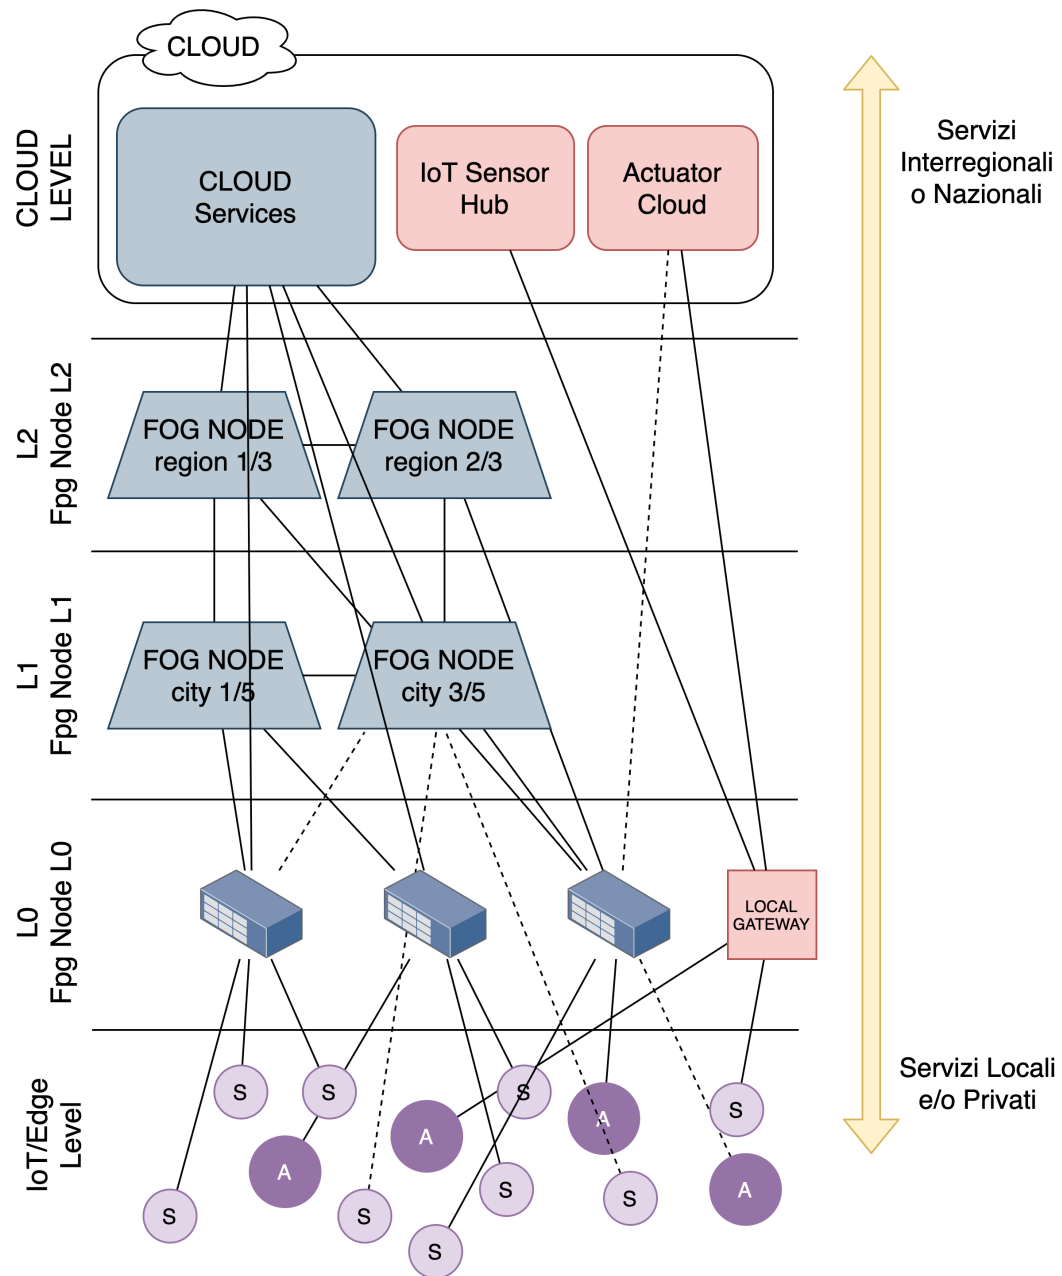 CLOUD
CLOUD
LEVEL
CLOUD
Services
IoT Sensor
Hub
Actuator
Cloud
Servizi
Interregionali
o Nazionali
L2
Fpg Node L2
FOG NODE
region 1/3
FOG NODE
region 2/3
L1
Fpg Node L1
FOG NODE
city 1/5
FOG NODE
city 3/5
L0
Fpg Node L0
LOCAL
GATEWAY
IoT/Edge
Level
Servizi Locali
e/o Privati
S
S
S
A
S
A
A
S
S
S
S
A
S
S